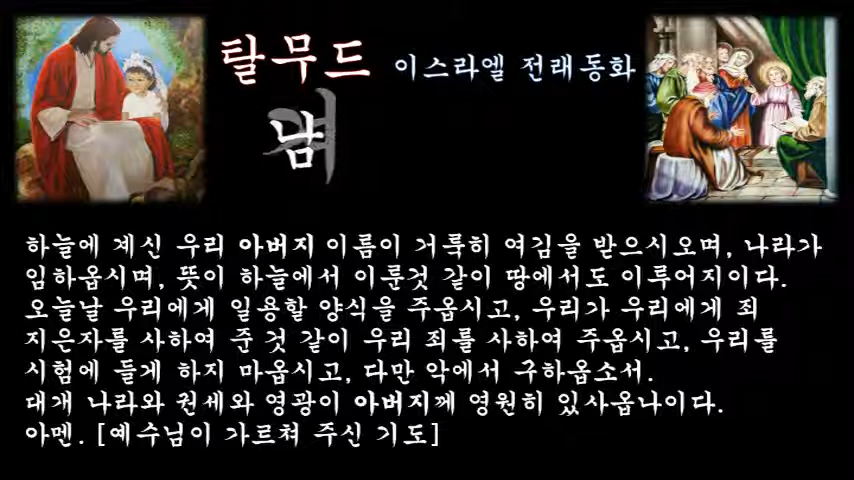 탈무드 이스라엘 전래동화
남
하늘에 계신 우리 아버지 이름이 거룩히 여김을 받으시오며, 나라가
임하옵시며, 뜻이 하늘에서 이룬것 같이 땅에서도 이루어지이다.
오늘날 우리에게 일용할 양식을 주옵시고, 우리가 우리에게 죄
지은자를 사하여 준 것 같이 우리 죄를 사하여 주옵시고, 우리를
시험에 들게 하지 마옵시고, 다만 악에서 구하옵소서.
대개 나라와 권세와 영광이 아버지께 영원히 있사옵나이다.
아멘. [예수님이 가르쳐 주신 기도]